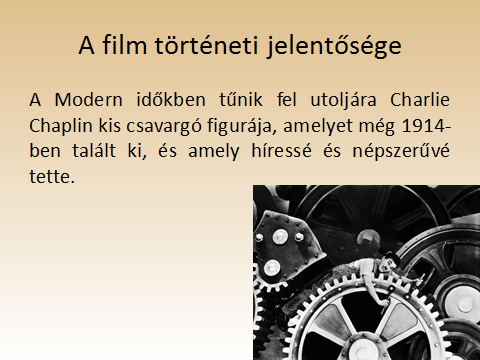 A film történeti jelentősége
A Modern időkben tűnik fel utoljára Charlie
Chaplin kis csavargó figurája, amelyet még 1914-
ben talált ki, és amely híressé és népszerűvé
tette.